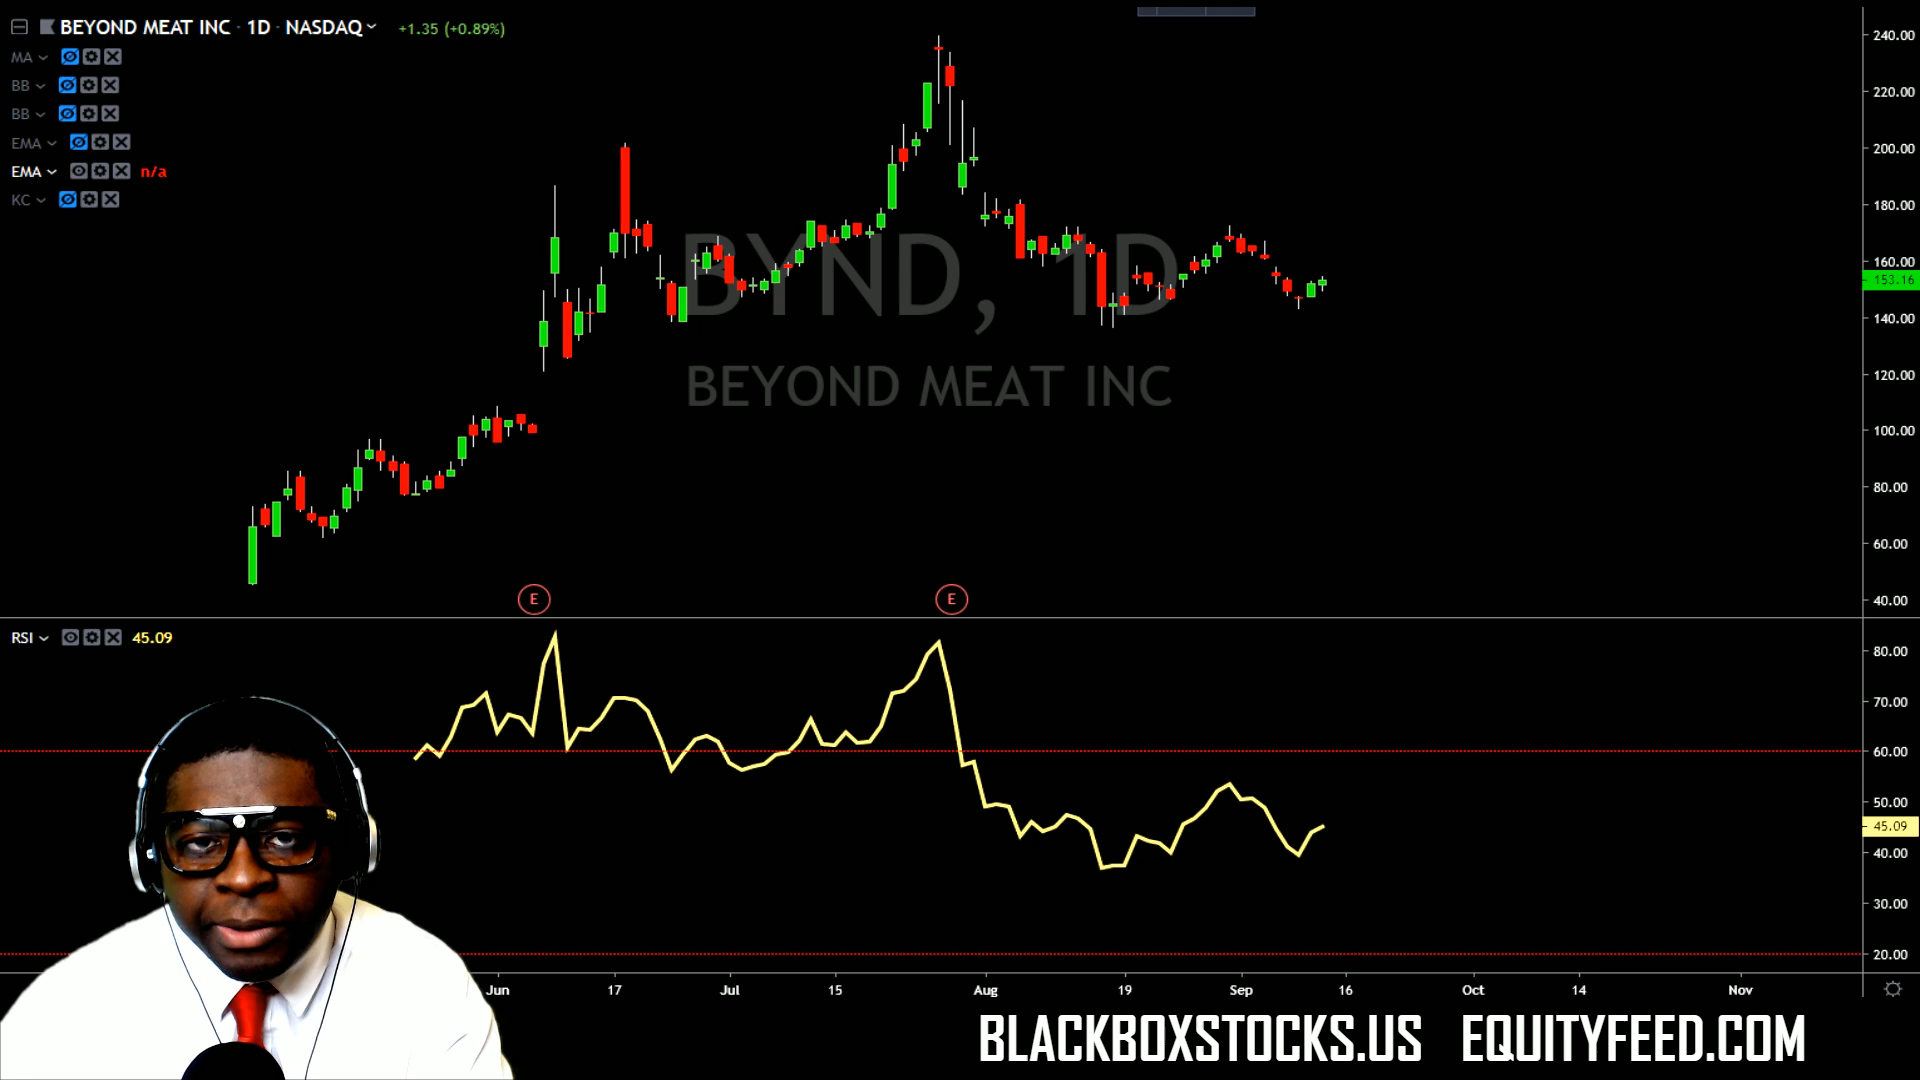 BEYOND MEAT INC · 1D · NASDAQ +1.35 (+0.89%)
MA
BB
BB
EMA
EMA n/a
KC
BYND, 1D
BEYOND MEAT INC
240.00
220.00
200.00
180.00
160.00
153.16
140.00
120.00
100.00
80.00
60.00
40.00
E E
RSI 45.09
80.00
70.00
60.00
50.00
45.09
40.00
30.00
20.00
Jun 17 Jul 15 Aug 19 Sep 16 Oct 14 Nov
BLACKBOXSTOCKS.US EQUITYFEED.COM